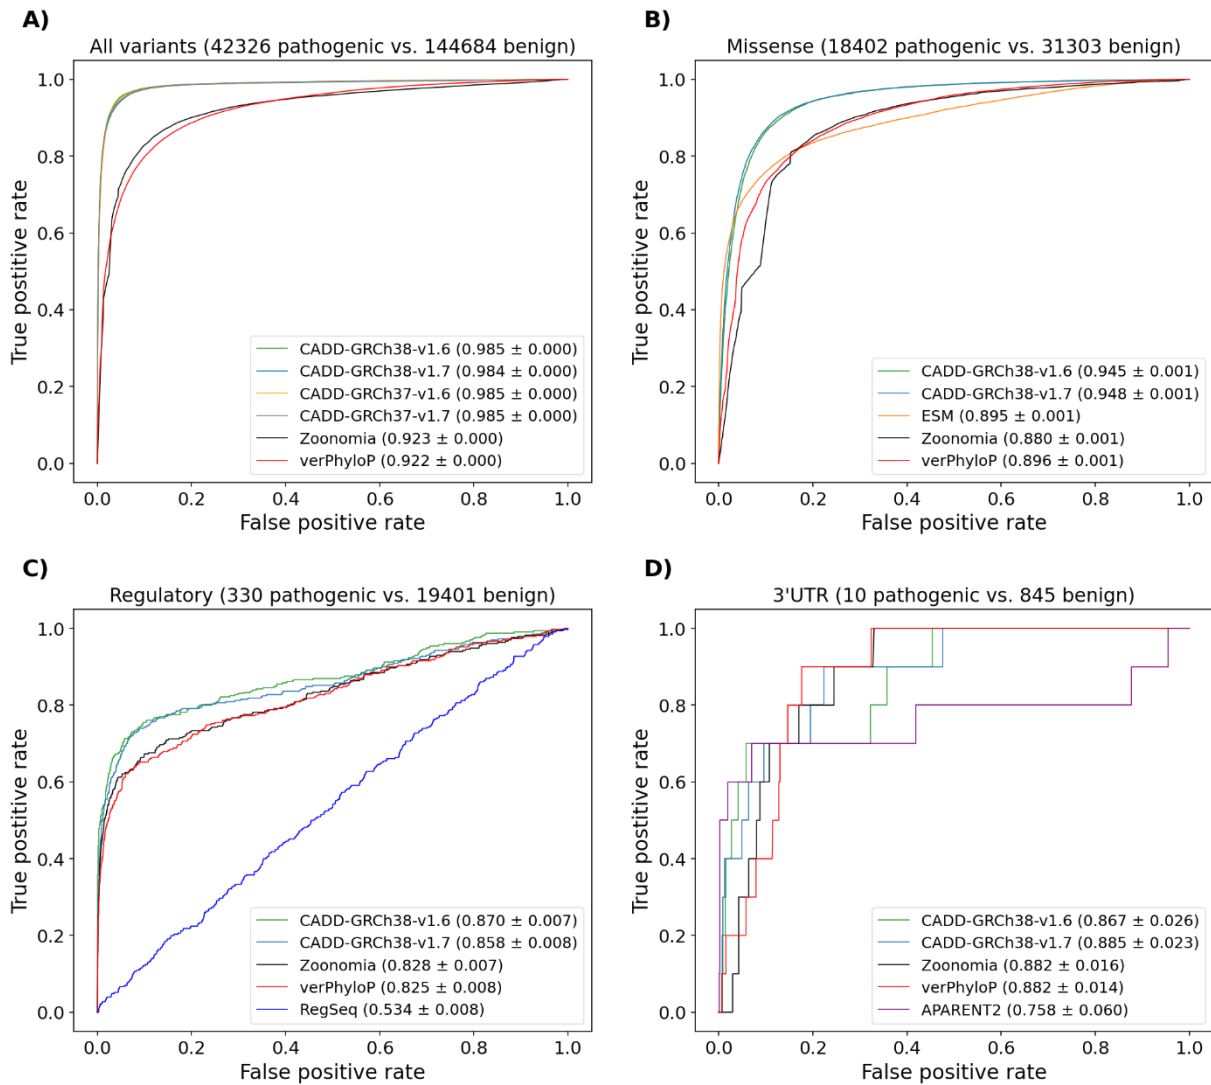 A)
All variants (42326 pathogenic vs. 144684 benign)
True postitive rate
1.0
0.8
0.6
0.4
0.2
0.0
CADD-GRCh38-v1.6 (0.985 ± 0.000)
CADD-GRCh38-v1.7 (0.984 ± 0.000)
CADD-GRCh37-v1.6 (0.985 ± 0.000)
CADD-GRCh37-v1.7 (0.985 ± 0.000)
Zoonomia (0.923 ± 0.000)
verPhyloP (0.922 ± 0.000)
0.0 0.2 0.4 0.6 0.8 1.0
False positive rate
B)
Missense (18402 pathogenic vs. 31303 benign)
True postitive rate
1.0
0.8
0.6
0.4
0.2
0.0
CADD-GRCh38-v1.6 (0.945 ± 0.001)
CADD-GRCh38-v1.7 (0.948 ± 0.001)
ESM (0.895 ± 0.001)
Zoonomia (0.880 ± 0.001)
verPhyloP (0.896 ± 0.001)
0.0 0.2 0.4 0.6 0.8 1.0
False positive rate
C)
Regulatory (330 pathogenic vs. 19401 benign)
True postitive rate
1.0
0.8
0.6
0.4
0.2
0.0
CADD-GRCh38-v1.6 (0.870 ± 0.007)
CADD-GRCh38-v1.7 (0.858 ± 0.008)
Zoonomia (0.828 ± 0.007)
verPhyloP (0.825 ± 0.008)
RegSeq (0.534 ± 0.008)
0.0 0.2 0.4 0.6 0.8 1.0
False positive rate
D)
3'UTR (10 pathogenic vs. 845 benign)
True postitive rate
1.0
0.8
0.6
0.4
0.2
0.0
CADD-GRCh38-v1.6 (0.867 ± 0.026)
CADD-GRCh38-v1.7 (0.885 ± 0.023)
Zoonomia (0.882 ± 0.016)
verPhyloP (0.882 ± 0.014)
APARENT2 (0.758 ± 0.060)
0.0 0.2 0.4 0.6 0.8 1.0
False positive rate